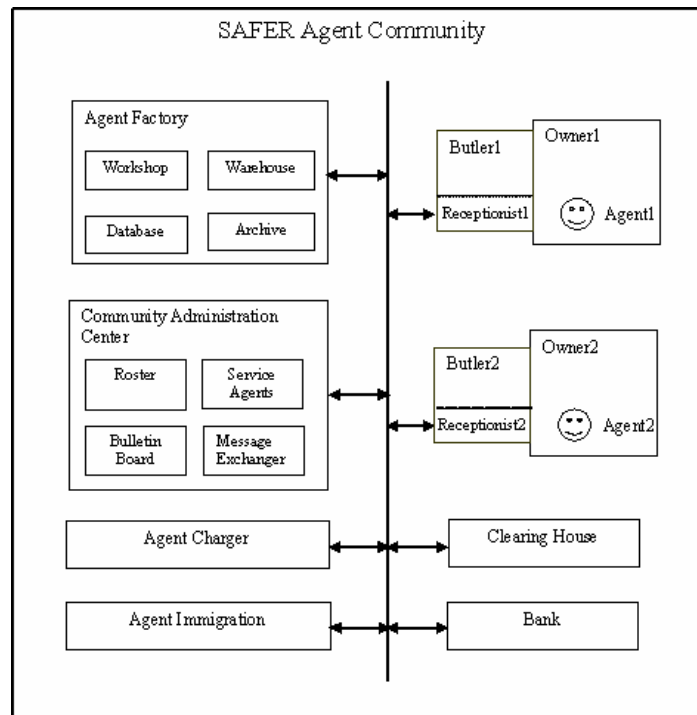 SAFER Agent Community
Agent Factory
Workshop
Warehouse
Database
Archive
Butler1
Receptionist1
Owner1
Agent1
Community Administration
Center
Roster
Service
Agents
Bulletin
Board
Message
Exchanger
Butler2
Receptionist2
Owner2
Agent2
Agent Charger
Clearing House
Agent Immigration
Bank